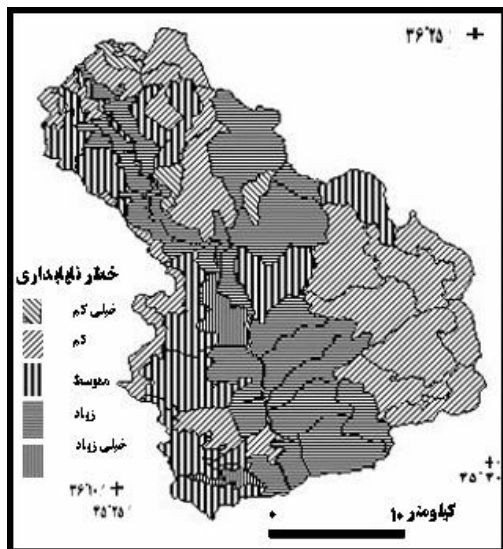 ۳۶°۲۵'
خطر ناپایداری
خیلی کم
کم
متوسط
زیاد
خیلی زیاد
۳۶°۱۰'
۳۵°۲۵'
۳۵°۳۰
۰ ۱۰ کیلومتر